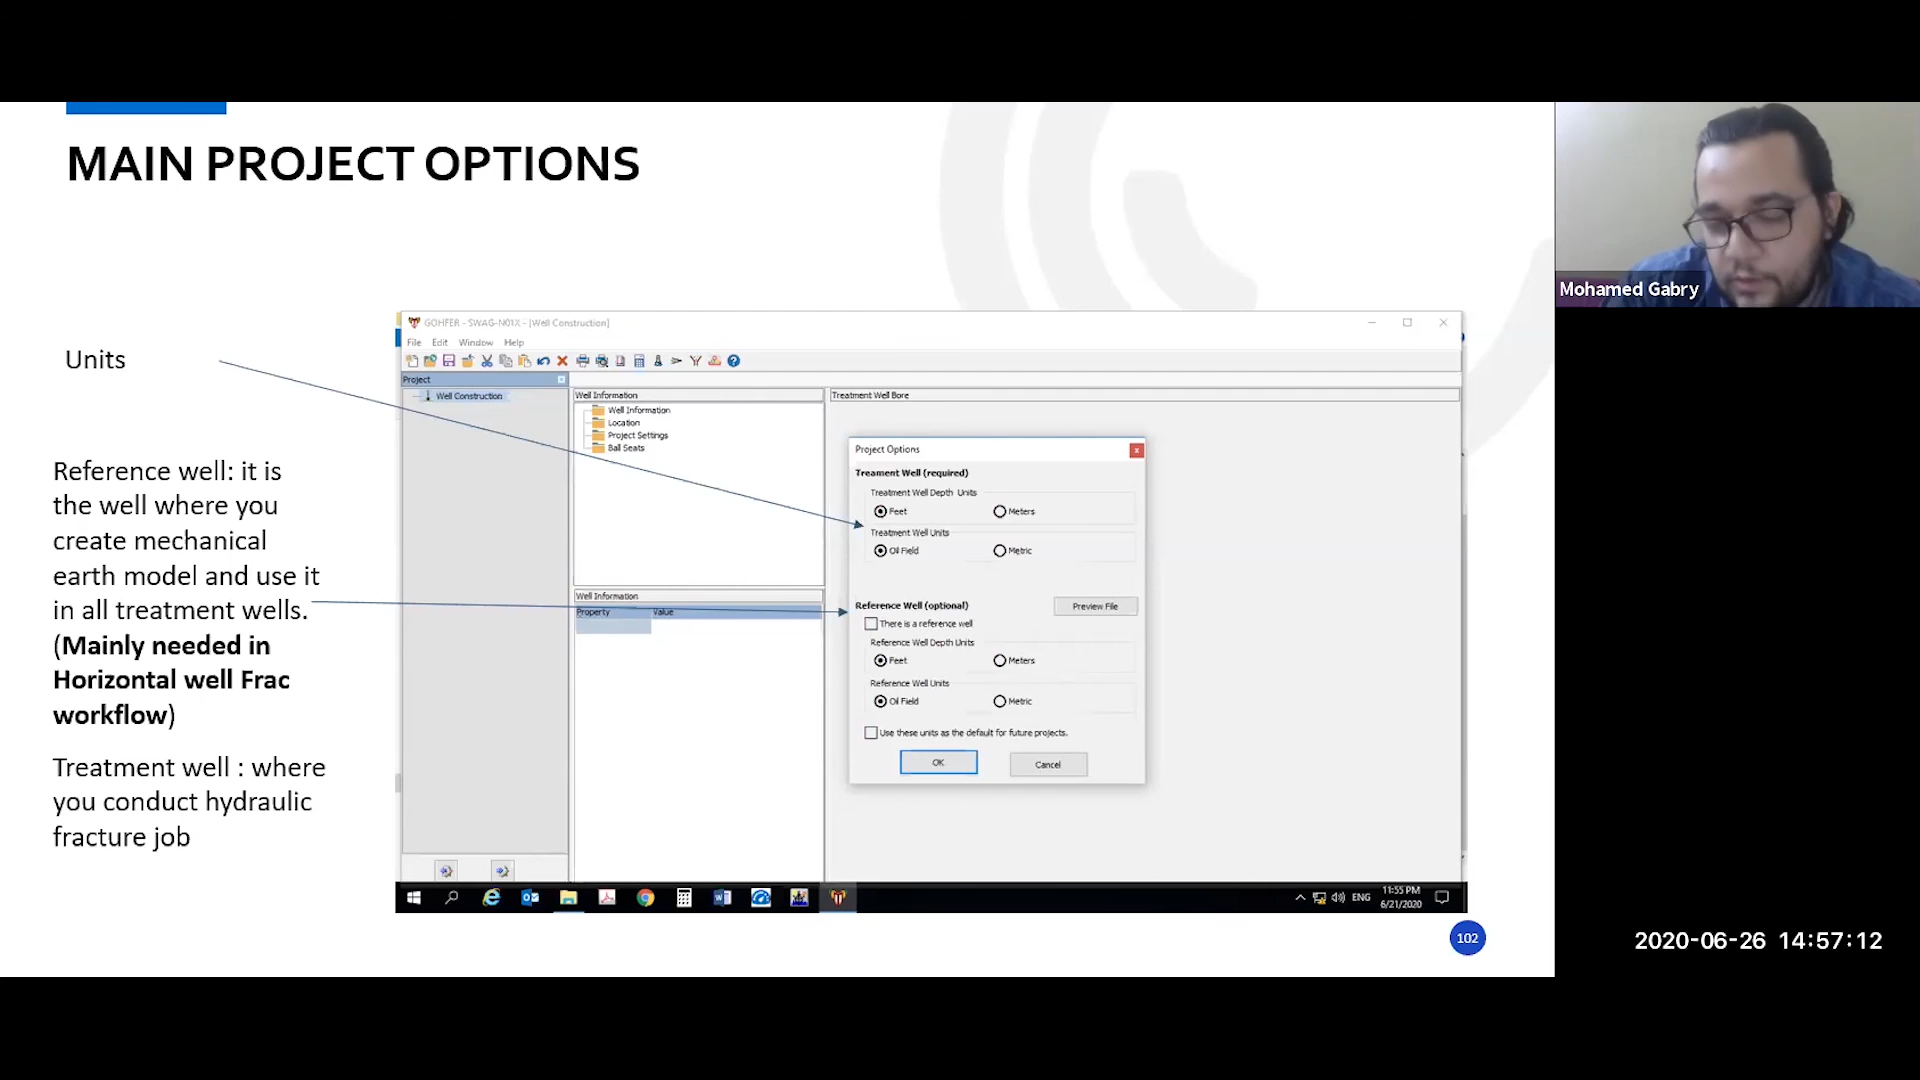 MAIN PROJECT OPTIONS
Mohamed Gabry
Units
Reference well: it is
the well where you
create mechanical
earth model and use it
in all treatment wells.
(Mainly needed in
Horizontal well Frac
workflow)
Treatment well : where
you conduct hydraulic
fracture job
GOHFER - SWAG-N01X - [Well Construction]
File Edit Window Help
Project
Well Construction
Well Information
Well Information
Location
Project Settings
Ball Seats
Well Information
Property Value
Treatment Well Bore
Project Options
Treament Well (required)
Treatment Well Depth Units
Feet Meters
Treatment Well Units
Oil Field Metric
Reference Well (optional) Preview File
There is a reference well
Reference Well Depth Units
Feet Meters
Reference Well Units
Oil Field Metric
Use these units as the default for future projects.
OK Cancel
ENG
11:55 PM
6/21/2020
102
2020-06-26 14:57:12